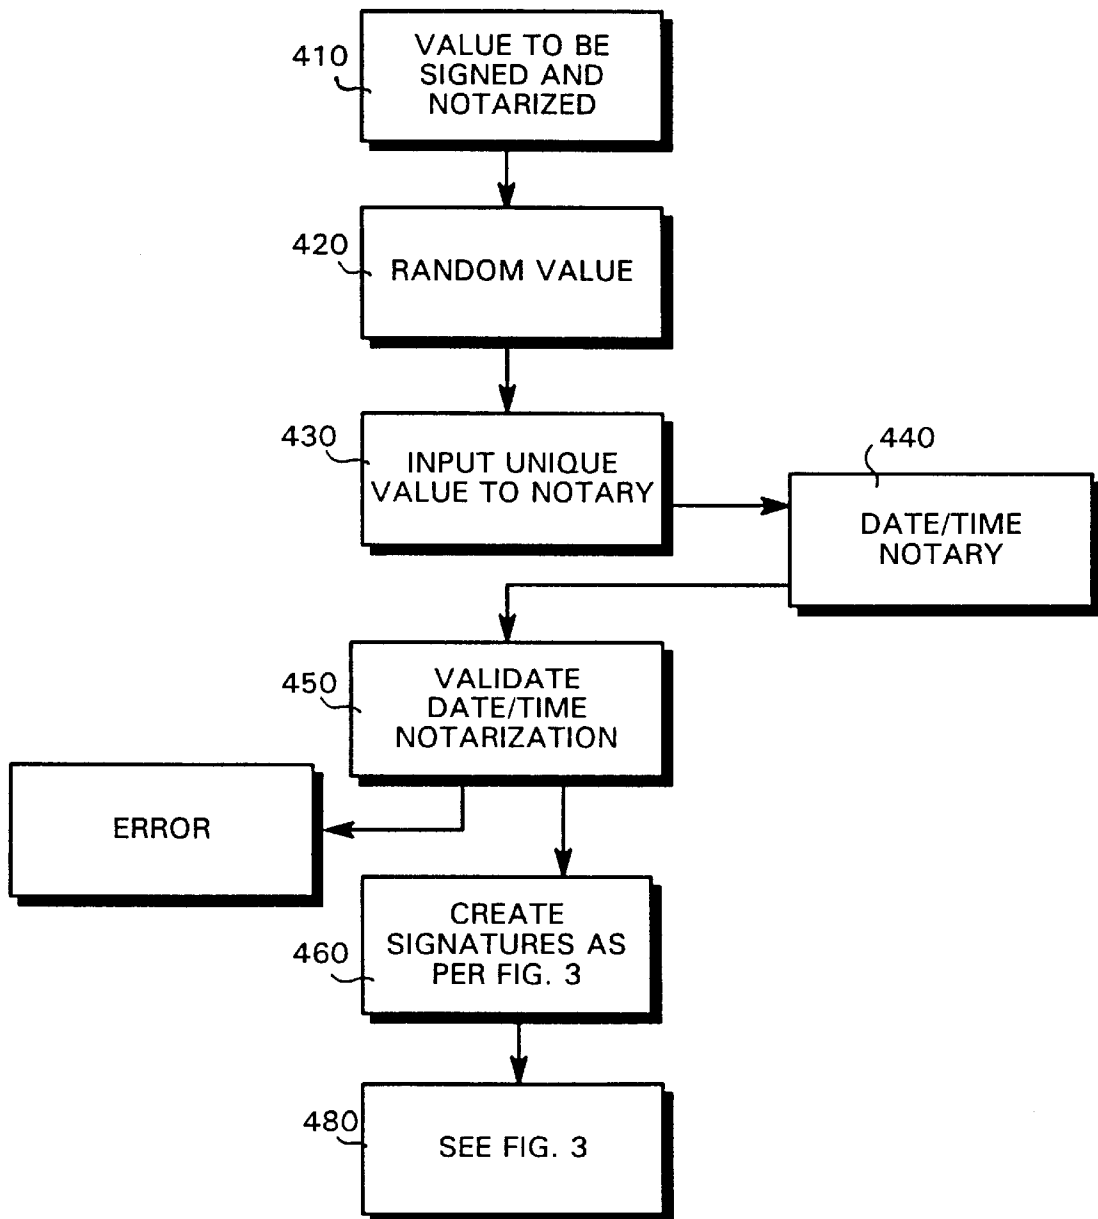 410
VALUE TO BE
SIGNED AND
NOTARIZED
420
RANDOM VALUE
430
INPUT UNIQUE
VALUE TO NOTARY
440
DATE/TIME
NOTARY
450
VALIDATE
DATE/TIME
NOTARIZATION
ERROR
460
CREATE
SIGNATURES AS
PER FIG. 3
480
SEE FIG. 3